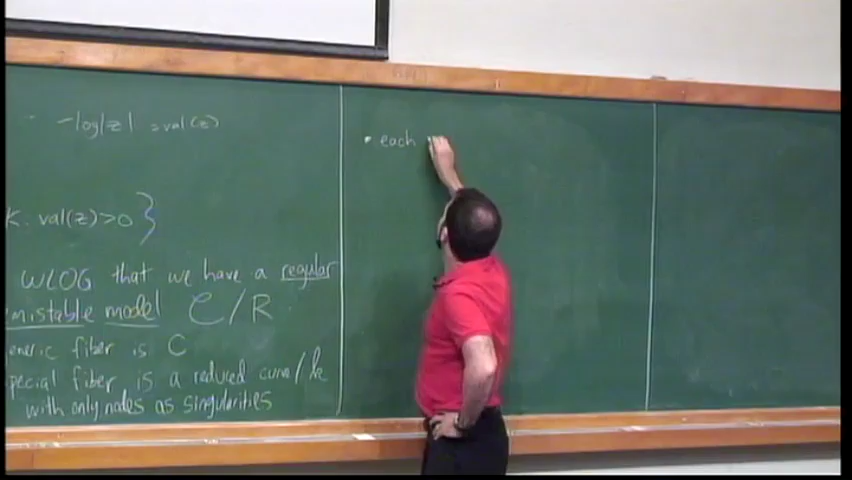 -log|z| = val(z)
K. val(z)>0}
WLOG that we have a regular
mistable model C/R
eneric fiber is C
pecial fiber is a reduced curve/k
with only nodes as singularities
• each